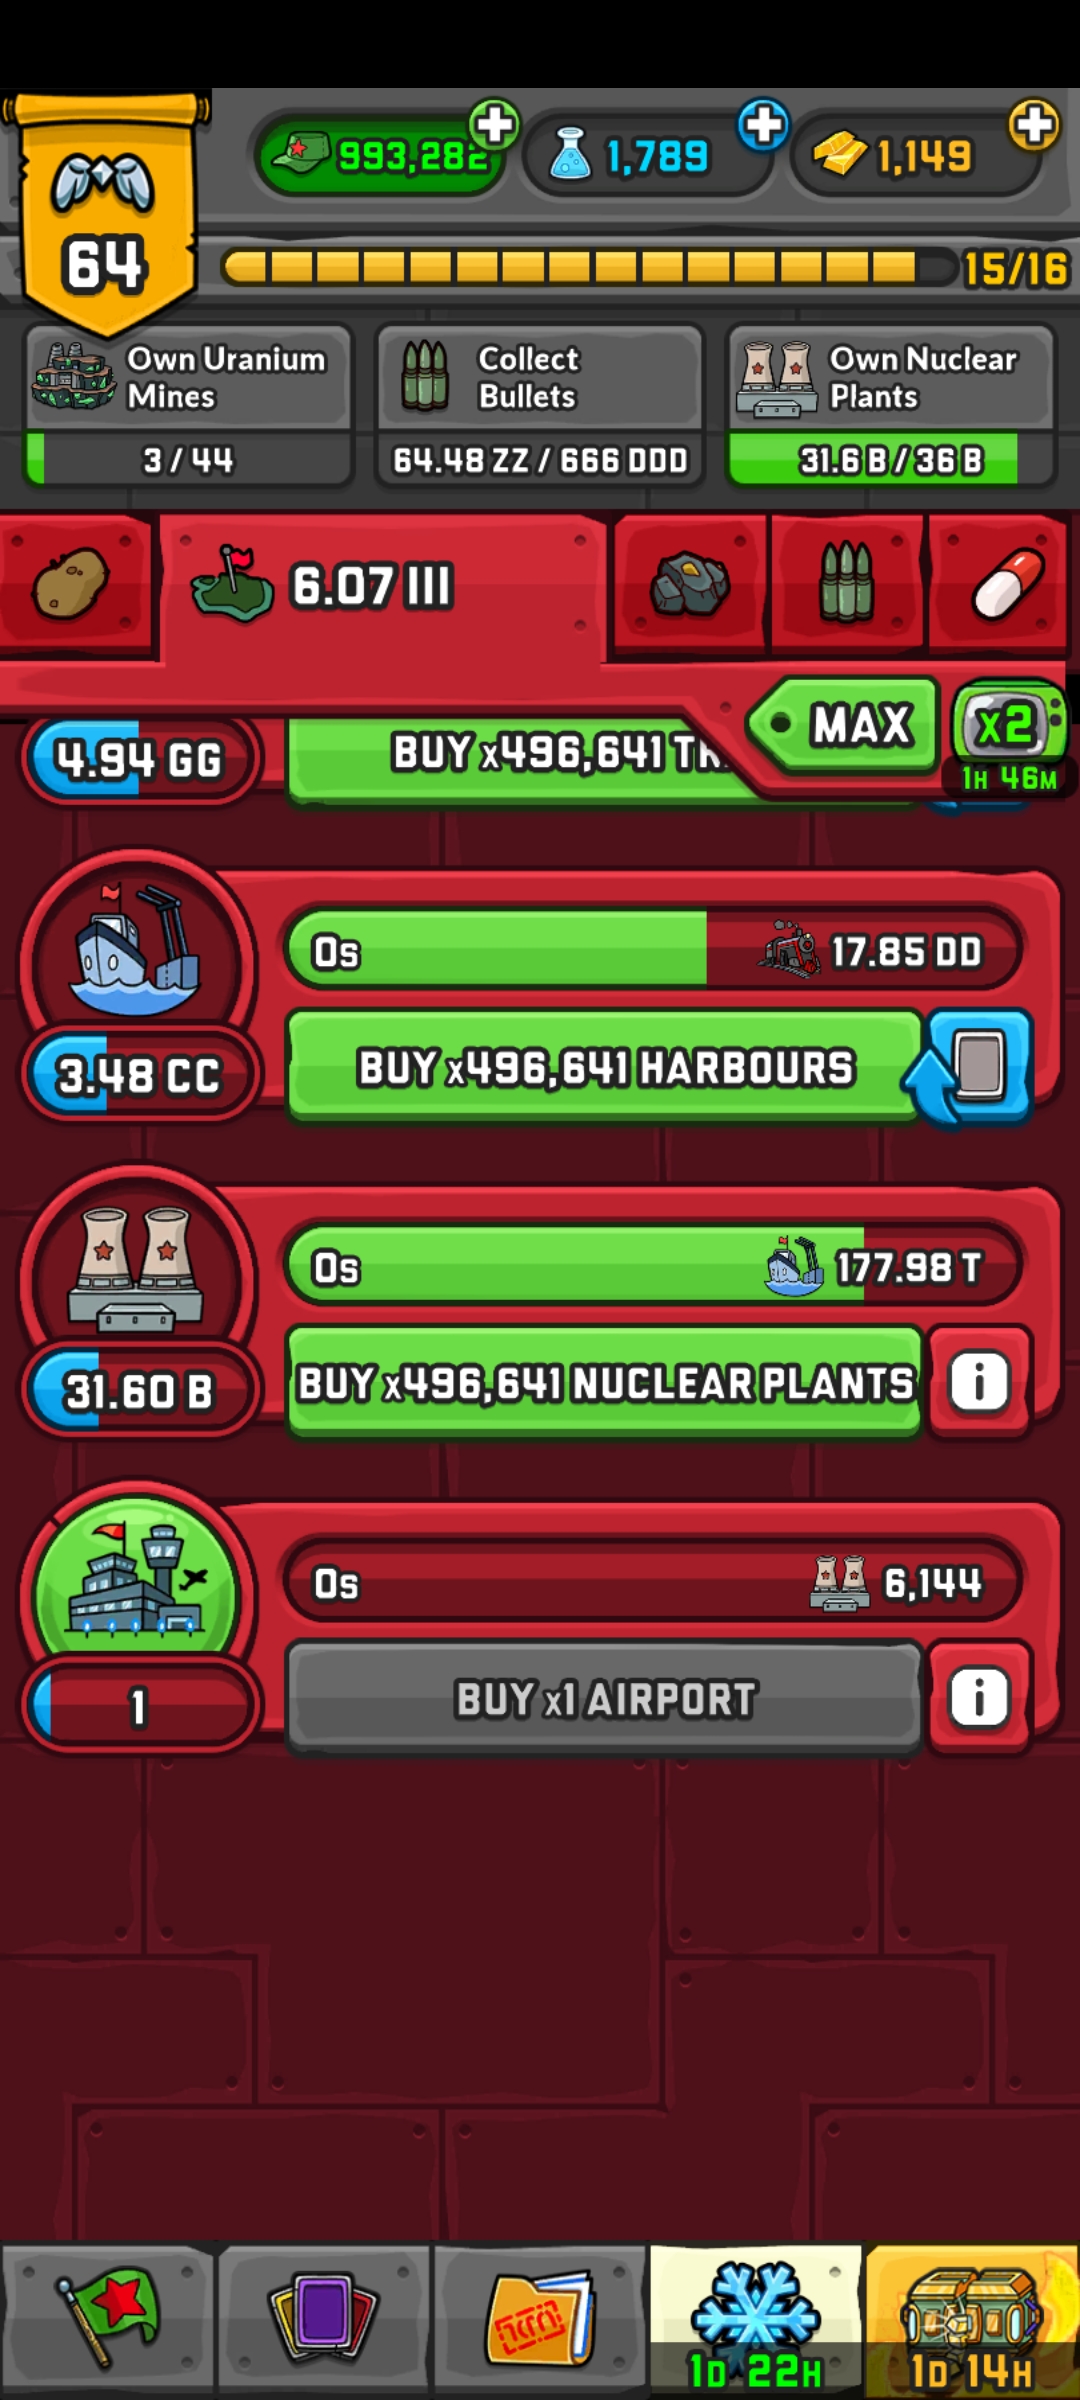 993,282
1,789
1,149
64
15/16
Own Uranium
Mines
3 / 44
Collect
Bullets
64.48 ZZ / 666 DDD
Own Nuclear
Plants
31.6 B / 36 B
6.07 III
MAX
X2
1H 46M
4.94 GG
BUY x496,641
0s
17.85 DD
3.48 CC
BUY x496,641 HARBOURS
0s
177.98 T
31.60 B
BUY x496,641 NUCLEAR PLANTS
i
0s
6,144
1
BUY x1 AIRPORT
i
1D 22H
1D 14H